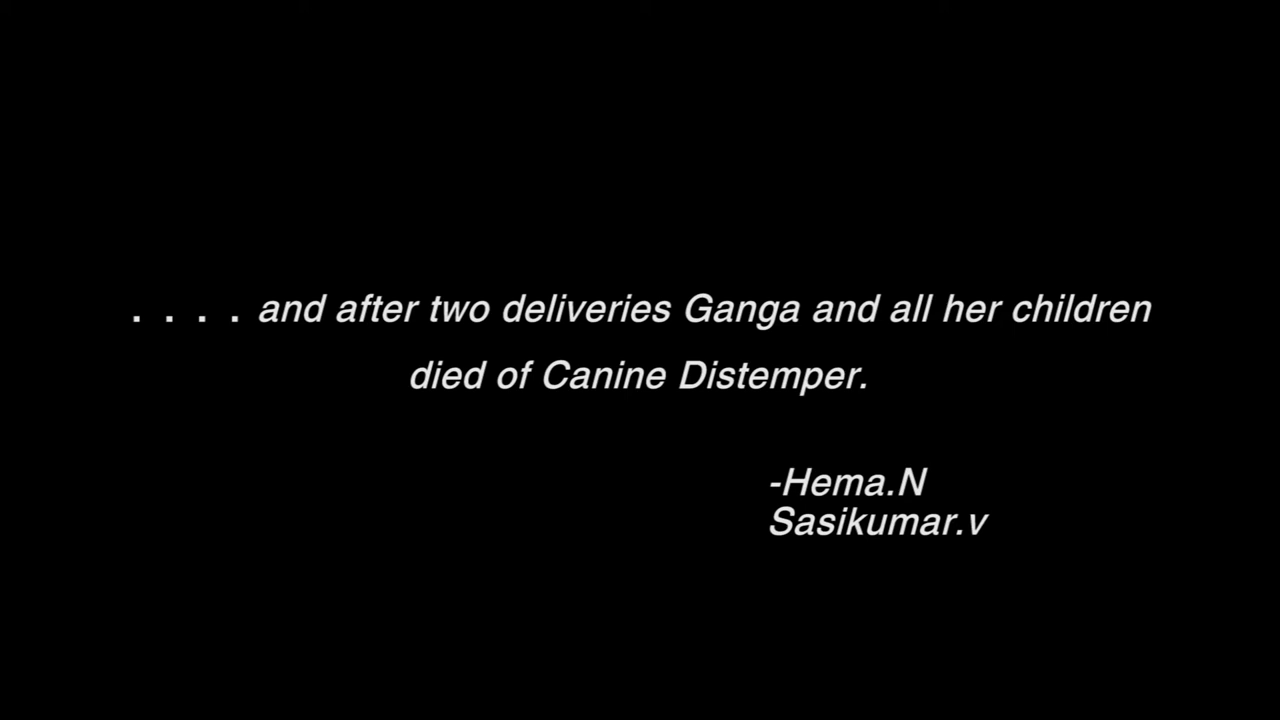 . . . . and after two deliveries Ganga and all her children
died of Canine Distemper.
-Hema.N
Sasikumar.v